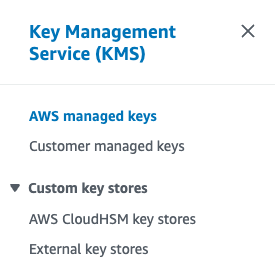 Key Management
Service (KMS)
AWS managed keys
Customer managed keys
Custom key stores
AWS CloudHSM key stores
External key stores